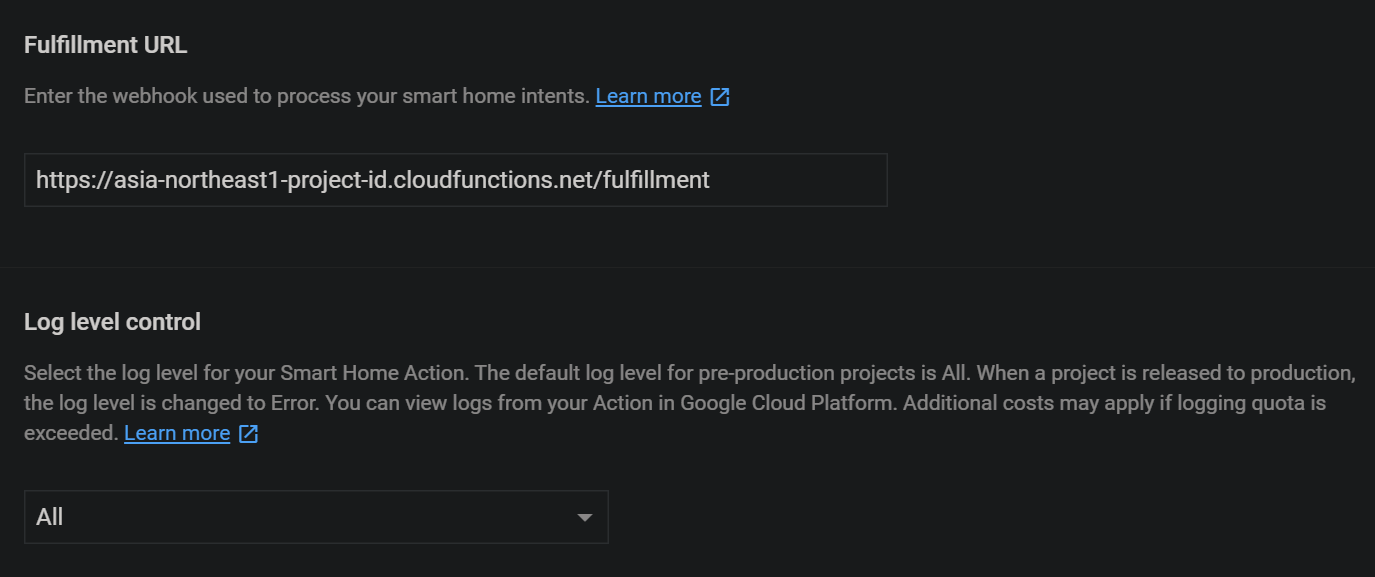 Fulfillment URL
Enter the webhook used to process your smart home intents. Learn more
https://asia-northeast1-project-id.cloudfunctions.net/fulfillment
Log level control
Select the log level for your Smart Home Action. The default log level for pre-production projects is All. When a project is released to production,
the log level is changed to Error. You can view logs from your Action in Google Cloud Platform. Additional costs may apply if logging quota is
exceeded. Learn more
All